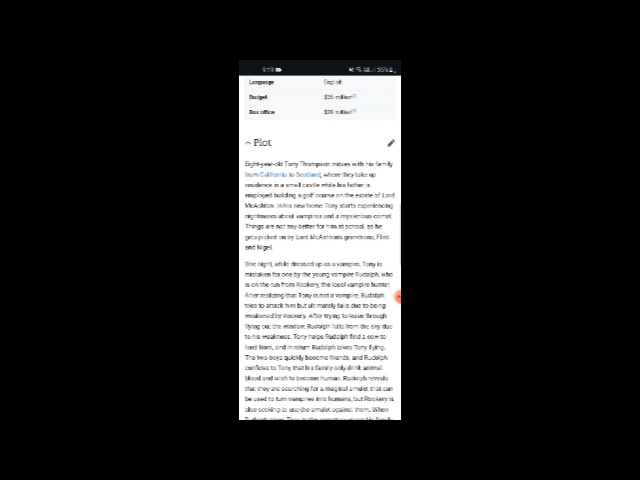 Language English
Budget $35 million[2]
Box office
Plot
Eight-year-old Tony Thompson moves with his family
from California to Scotland, where they take up
residence in a small castle while his father is
employed building a golf course on the estate of Lord
McAshton. In his new home Tony starts experiencing
nightmares about vampires and a mysterious comet.
Things are not any better for him at school, as he
gets picked on by Lord McAshton's grandsons, Flint
and Nigel.
One night, while dressed up as a vampire, Tony is
mistaken for one by the young vampire Rudolph, who
is on the run from Rookery, the local vampire hunter.
After realizing that Tony is not a vampire, Rudolph
tries to attack him but ultimately fails due to being
weakened by Rookery. After trying to leave through
flying out the window, Rudolph falls from the sky due
to his weakness. Tony helps Rudolph find a cow to
feed from, and in return Rudolph takes Tony flying.
The two boys quickly become friends, and Rudolph
confides to Tony that his family only drink animal
blood and wish to become human. Rudolph reveals
that they are searching for a magical amulet that can
be used to turn vampires into humans, but Rookery is
also seeking to use the amulet against them. When